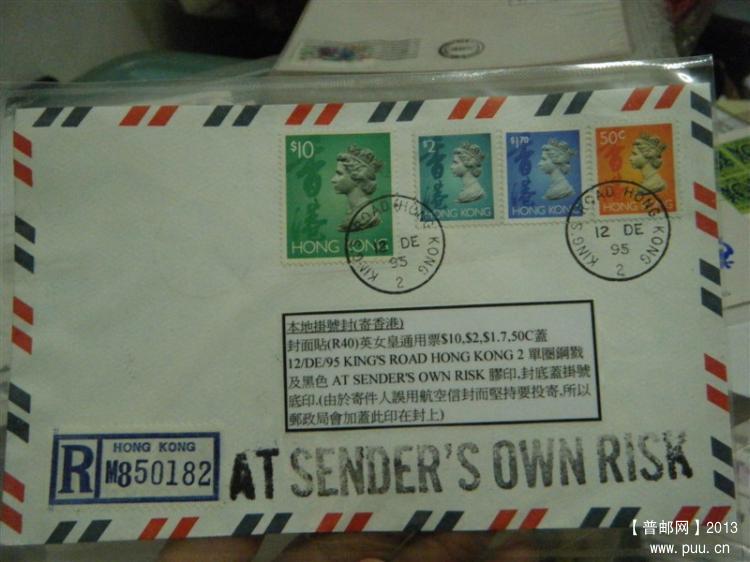 $10
香港
HONG KONG
$2
香港
HONG KONG
$1.70
香港
HONG KONG
50c
香港
HONG KONG
KING'S ROAD HONG KONG
12 DE
95
2
KING'S ROAD HONG KONG
12 DE
95
2
本地掛號封(寄香港)
封面貼(R40)英女皇通用票$10,$2,$1.7,50C蓋
12/DE/95 KING'S ROAD HONG KONG 2 單圈鋼戳
及黑色 AT SENDER'S OWN RISK 膠印,封底蓋掛號
底印.(由於寄件人誤用航空信封而堅持要投寄,所以
郵政局會加蓋此印在封上)
R
HONG KONG
M850182
AT SENDER'S OWN RISK
【普邮网】2013
www.puu.cn